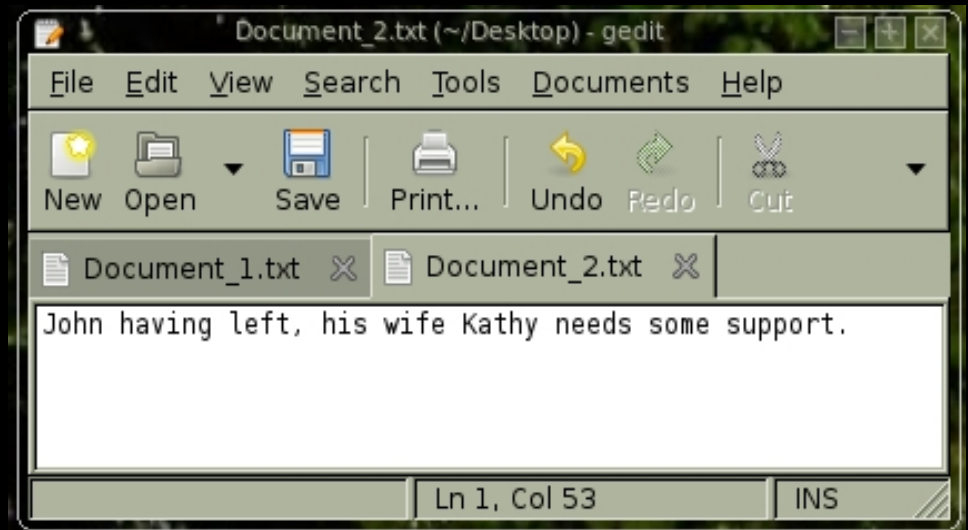 Document_2.txt (~/Desktop) - gedit
File Edit View Search Tools Documents Help
New Open Save Print... Undo Redo Cut
Document_1.txt Document_2.txt
John having left, his wife Kathy needs some support.
Ln 1, Col 53 INS